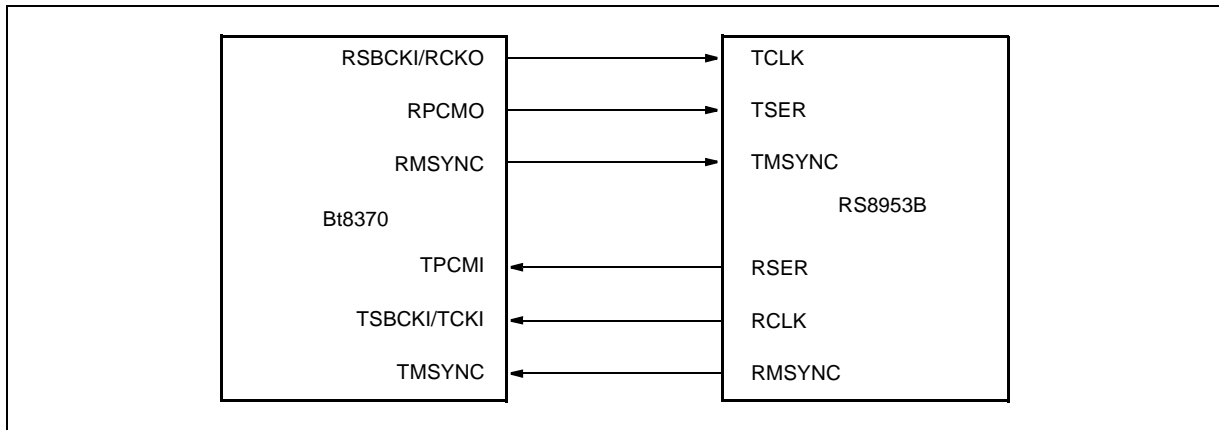 RSBCKI/RCKO
TCLK
RPCMO
TSER
RMSYNC
TMSYNC
Bt8370
RS8953B
TPCMI
RSER
TSBCKI/TCKI
RCLK
TMSYNC
RMSYNC